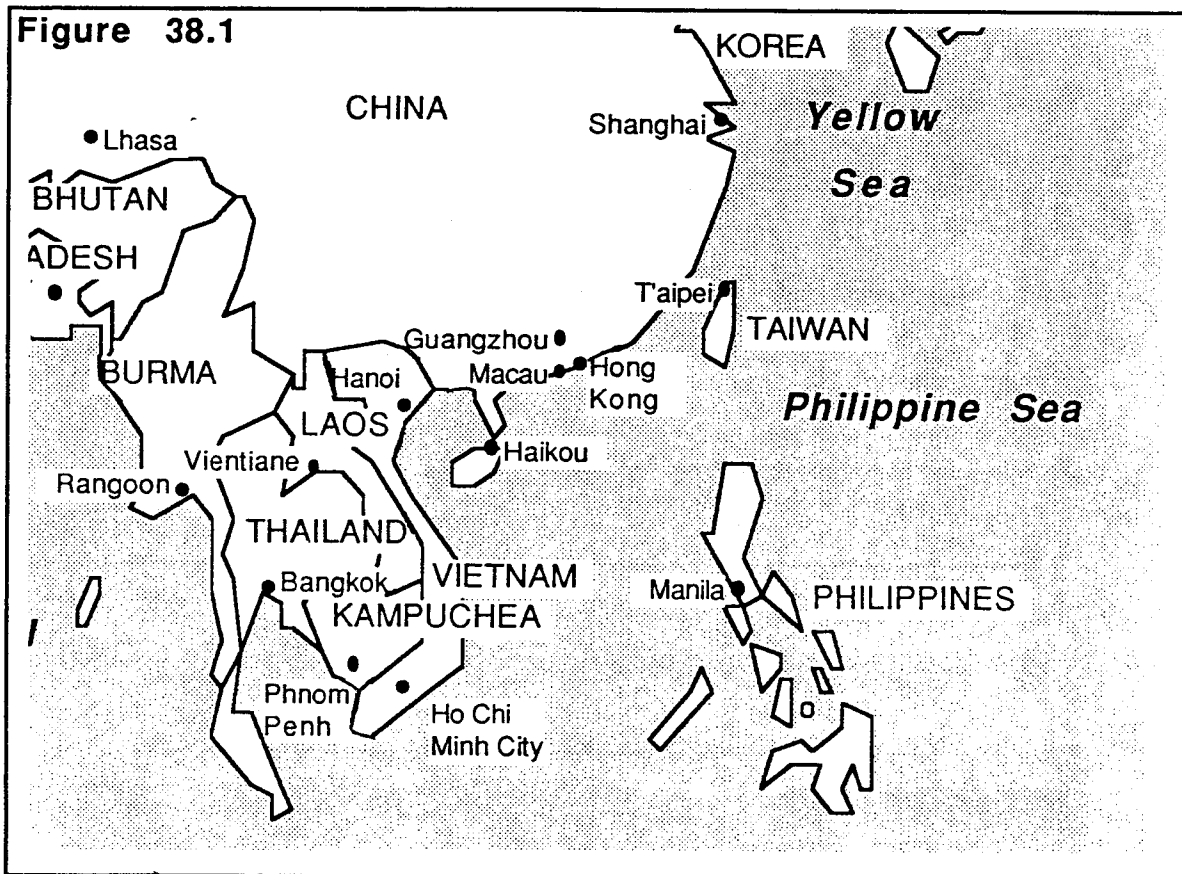 Figure 38.1
KOREA
CHINA
Shanghai
Yellow
Sea
Lhasa
BHUTAN
ADESH
T'aipei
TAIWAN
Guangzhou
BURMA
Hanoi
Macau
Hong
Kong
LAOS
Philippine Sea
Haikou
Vientiane
Rangoon
THAILAND
VIETNAM
Bangkok
KAMPUCHEA
Manila
PHILIPPINES
Phnom
Penh
Ho Chi
Minh City